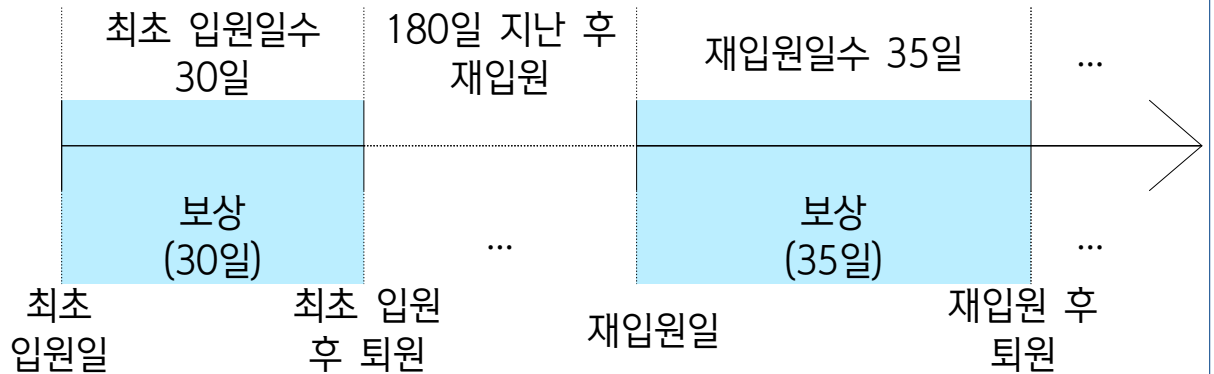 최초 입원일수
30일
180일 지난 후
재입원
재입원일수 35일
...
보상
(30일)
...
보상
(35일)
...
최초
입원일
최초 입원
후 퇴원
재입원일
재입원 후
퇴원